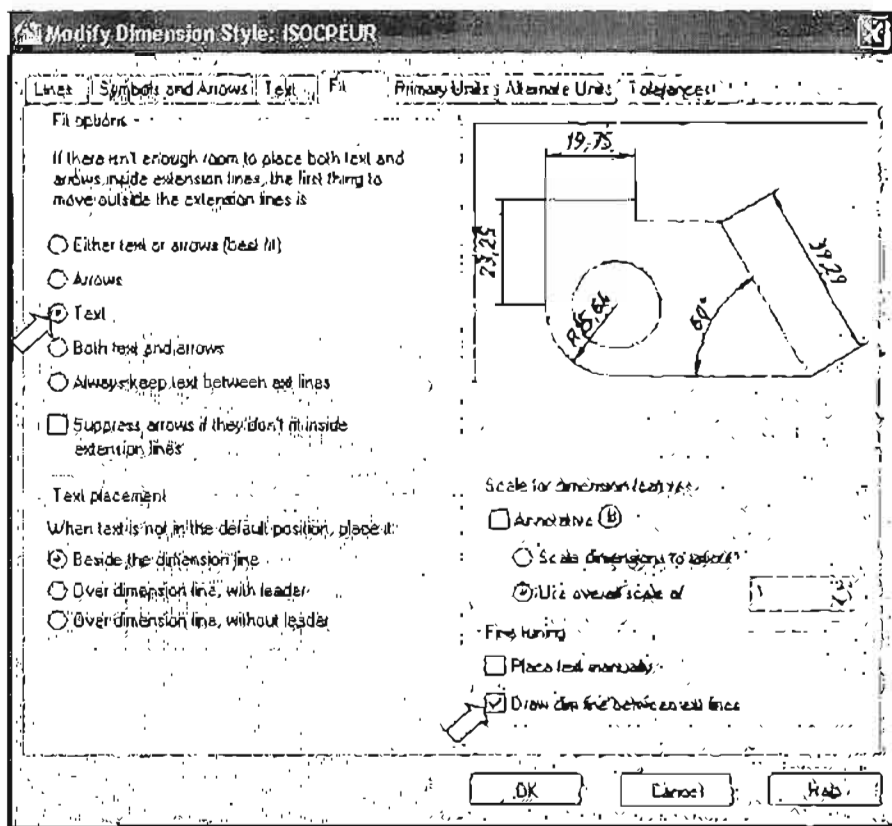 Modify Dimension Style: ISOCPEUR
Lines Symbols and Arrows Text Fit Primary Units Alternate Units Tolerances
Fit options
If there isn't enough room to place both text and
arrows inside extension lines, the first thing to
move outside the extension lines is
Either text or arrows (best fit)
Arrows
Text
Both text and arrows
Always keep text between ext lines
Suppress arrows if they don't fit inside
extension lines
Text placement
When text is not in the default position, place it:
Beside the dimension line
Over dimension line, with leader
Over dimension line, without leader
19,75
23,25
39,29
60°
Scale for dimension features
Annotative
Scale dimensions to layout
Use overall scale of
1
Fine tuning
Place text manually
Draw dim line between ext lines
OK Cancel Help